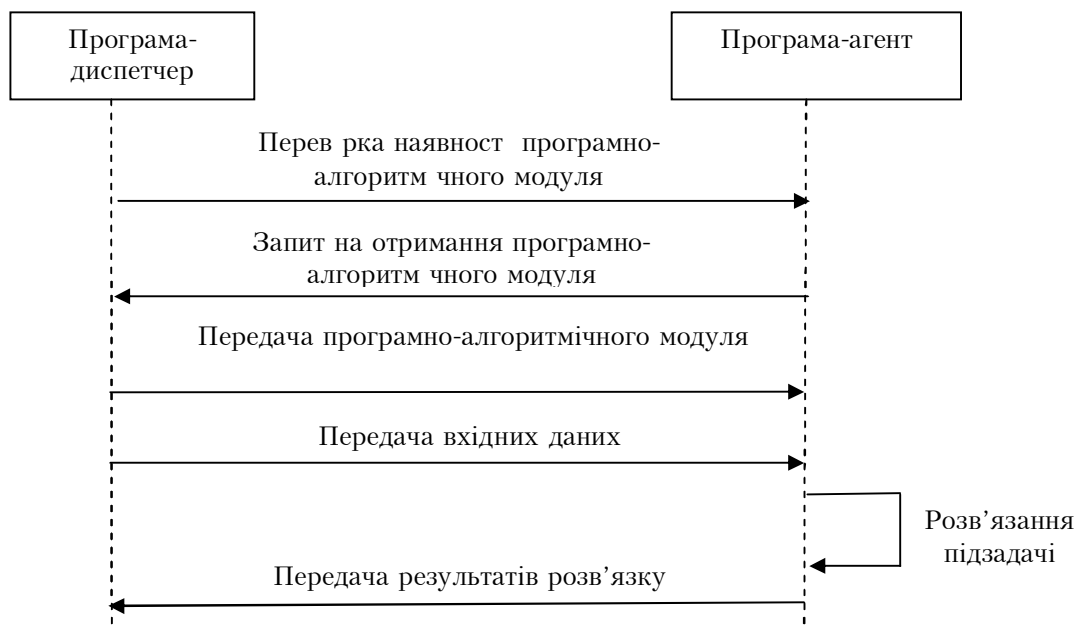 Програма-
диспетчер
Програма-агент
Перев рка наявност програмно-
алгоритм чного модуля
Запит на отримання програмно-
алгоритм чного модуля
Передача програмно-алгоритмічного модуля
Передача вхідних даних
Розв’язання
підзадачі
Передача результатів розв’язку